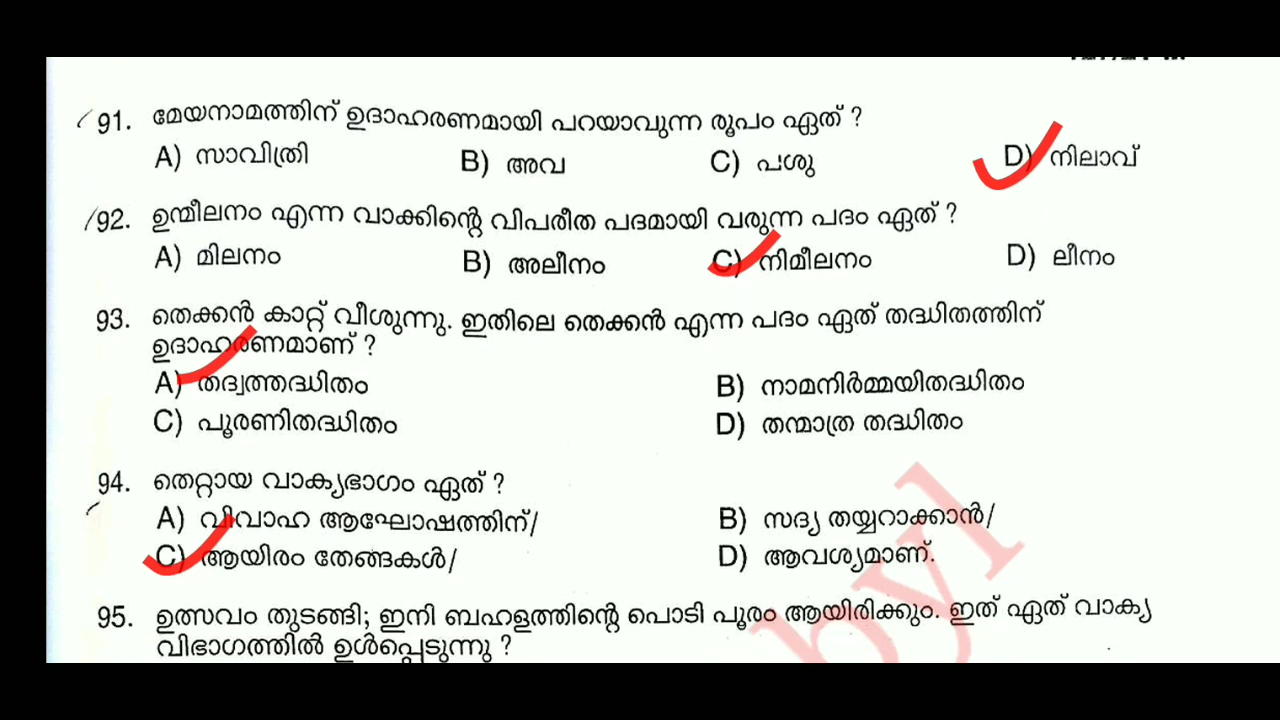 91. മേയനാമത്തിന് ഉദാഹരണമായി പറയാവുന്ന രൂപം ഏത് ?
A) സാവിത്രി B) അവ C) പശു D) നിലാവ്
92. ഉന്മീലനം എന്ന വാക്കിന്റെ വിപരീത പദമായി വരുന്ന പദം ഏത് ?
A) മിലനം B) അലീനം C) നിമീലനം D) ലീനം
93. തെക്കൻ കാറ്റ് വീശുന്നു. ഇതിലെ തെക്കൻ എന്ന പദം ഏത് തദ്ധിതത്തിന്
ഉദാഹരണമാണ് ?
A) തദ്വത്തദ്ധിതം B) നാമനിർമ്മയിതദ്ധിതം
C) പൂരണിതദ്ധിതം D) തന്മാത്ര തദ്ധിതം
94. തെറ്റായ വാക്യഭാഗം ഏത് ?
A) വിവാഹ ആഘോഷത്തിന്/ B) സദ്യ തയ്യറാക്കാൻ/
C) ആയിരം തേങ്ങകൾ/ D) ആവശ്യമാണ്.
95. ഉത്സവം തുടങ്ങി; ഇനി ബഹളത്തിന്റെ പൊടി പൂരം ആയിരിക്കും. ഇത് ഏത് വാക്യ
വിഭാഗത്തിൽ ഉൾപ്പെടുന്നു ?
byl